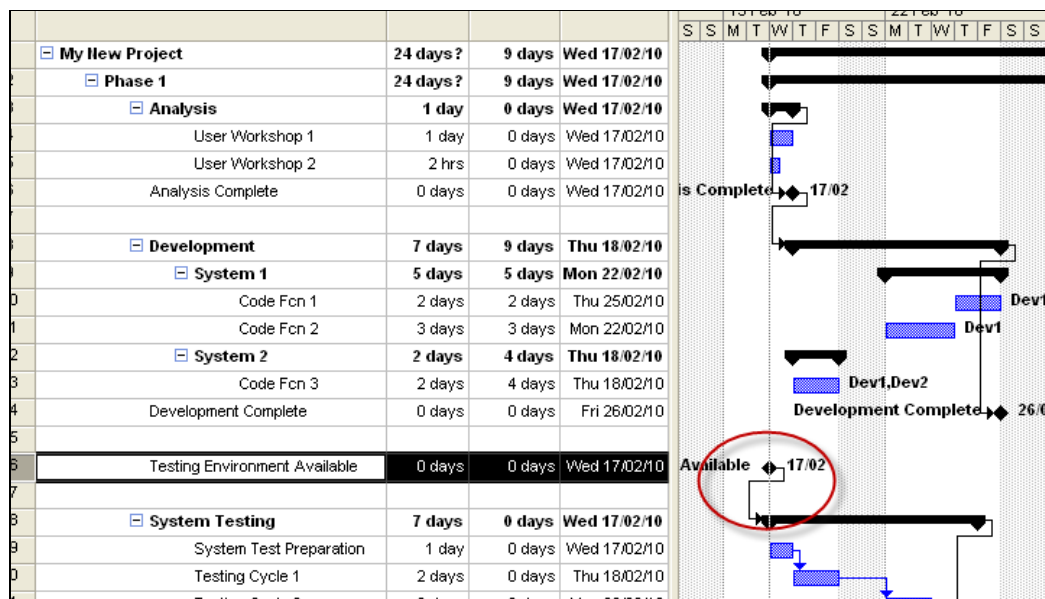 S S M T W T F S S M T W T F S S
My New Project 24 days? 9 days Wed 17/02/10
Phase 1 24 days? 9 days Wed 17/02/10
Analysis 1 day 0 days Wed 17/02/10
User Workshop 1 1 day 0 days Wed 17/02/10
User Workshop 2 2 hrs 0 days Wed 17/02/10
Analysis Complete 0 days 0 days Wed 17/02/10 is Complete 17/02
Development 7 days 9 days Thu 18/02/10
System 1 5 days 5 days Mon 22/02/10
Code Fcn 1 2 days 2 days Thu 25/02/10 Dev1
Code Fcn 2 3 days 3 days Mon 22/02/10 Dev1
System 2 2 days 4 days Thu 18/02/10
Code Fcn 3 2 days 4 days Thu 18/02/10 Dev1,Dev2
Development Complete 0 days 0 days Fri 26/02/10 Development Complete 26/0
Testing Environment Available 0 days 0 days Wed 17/02/10 Available 17/02
System Testing 7 days 0 days Wed 17/02/10
System Test Preparation 1 day 0 days Wed 17/02/10
Testing Cycle 1 2 days 0 days Thu 18/02/10